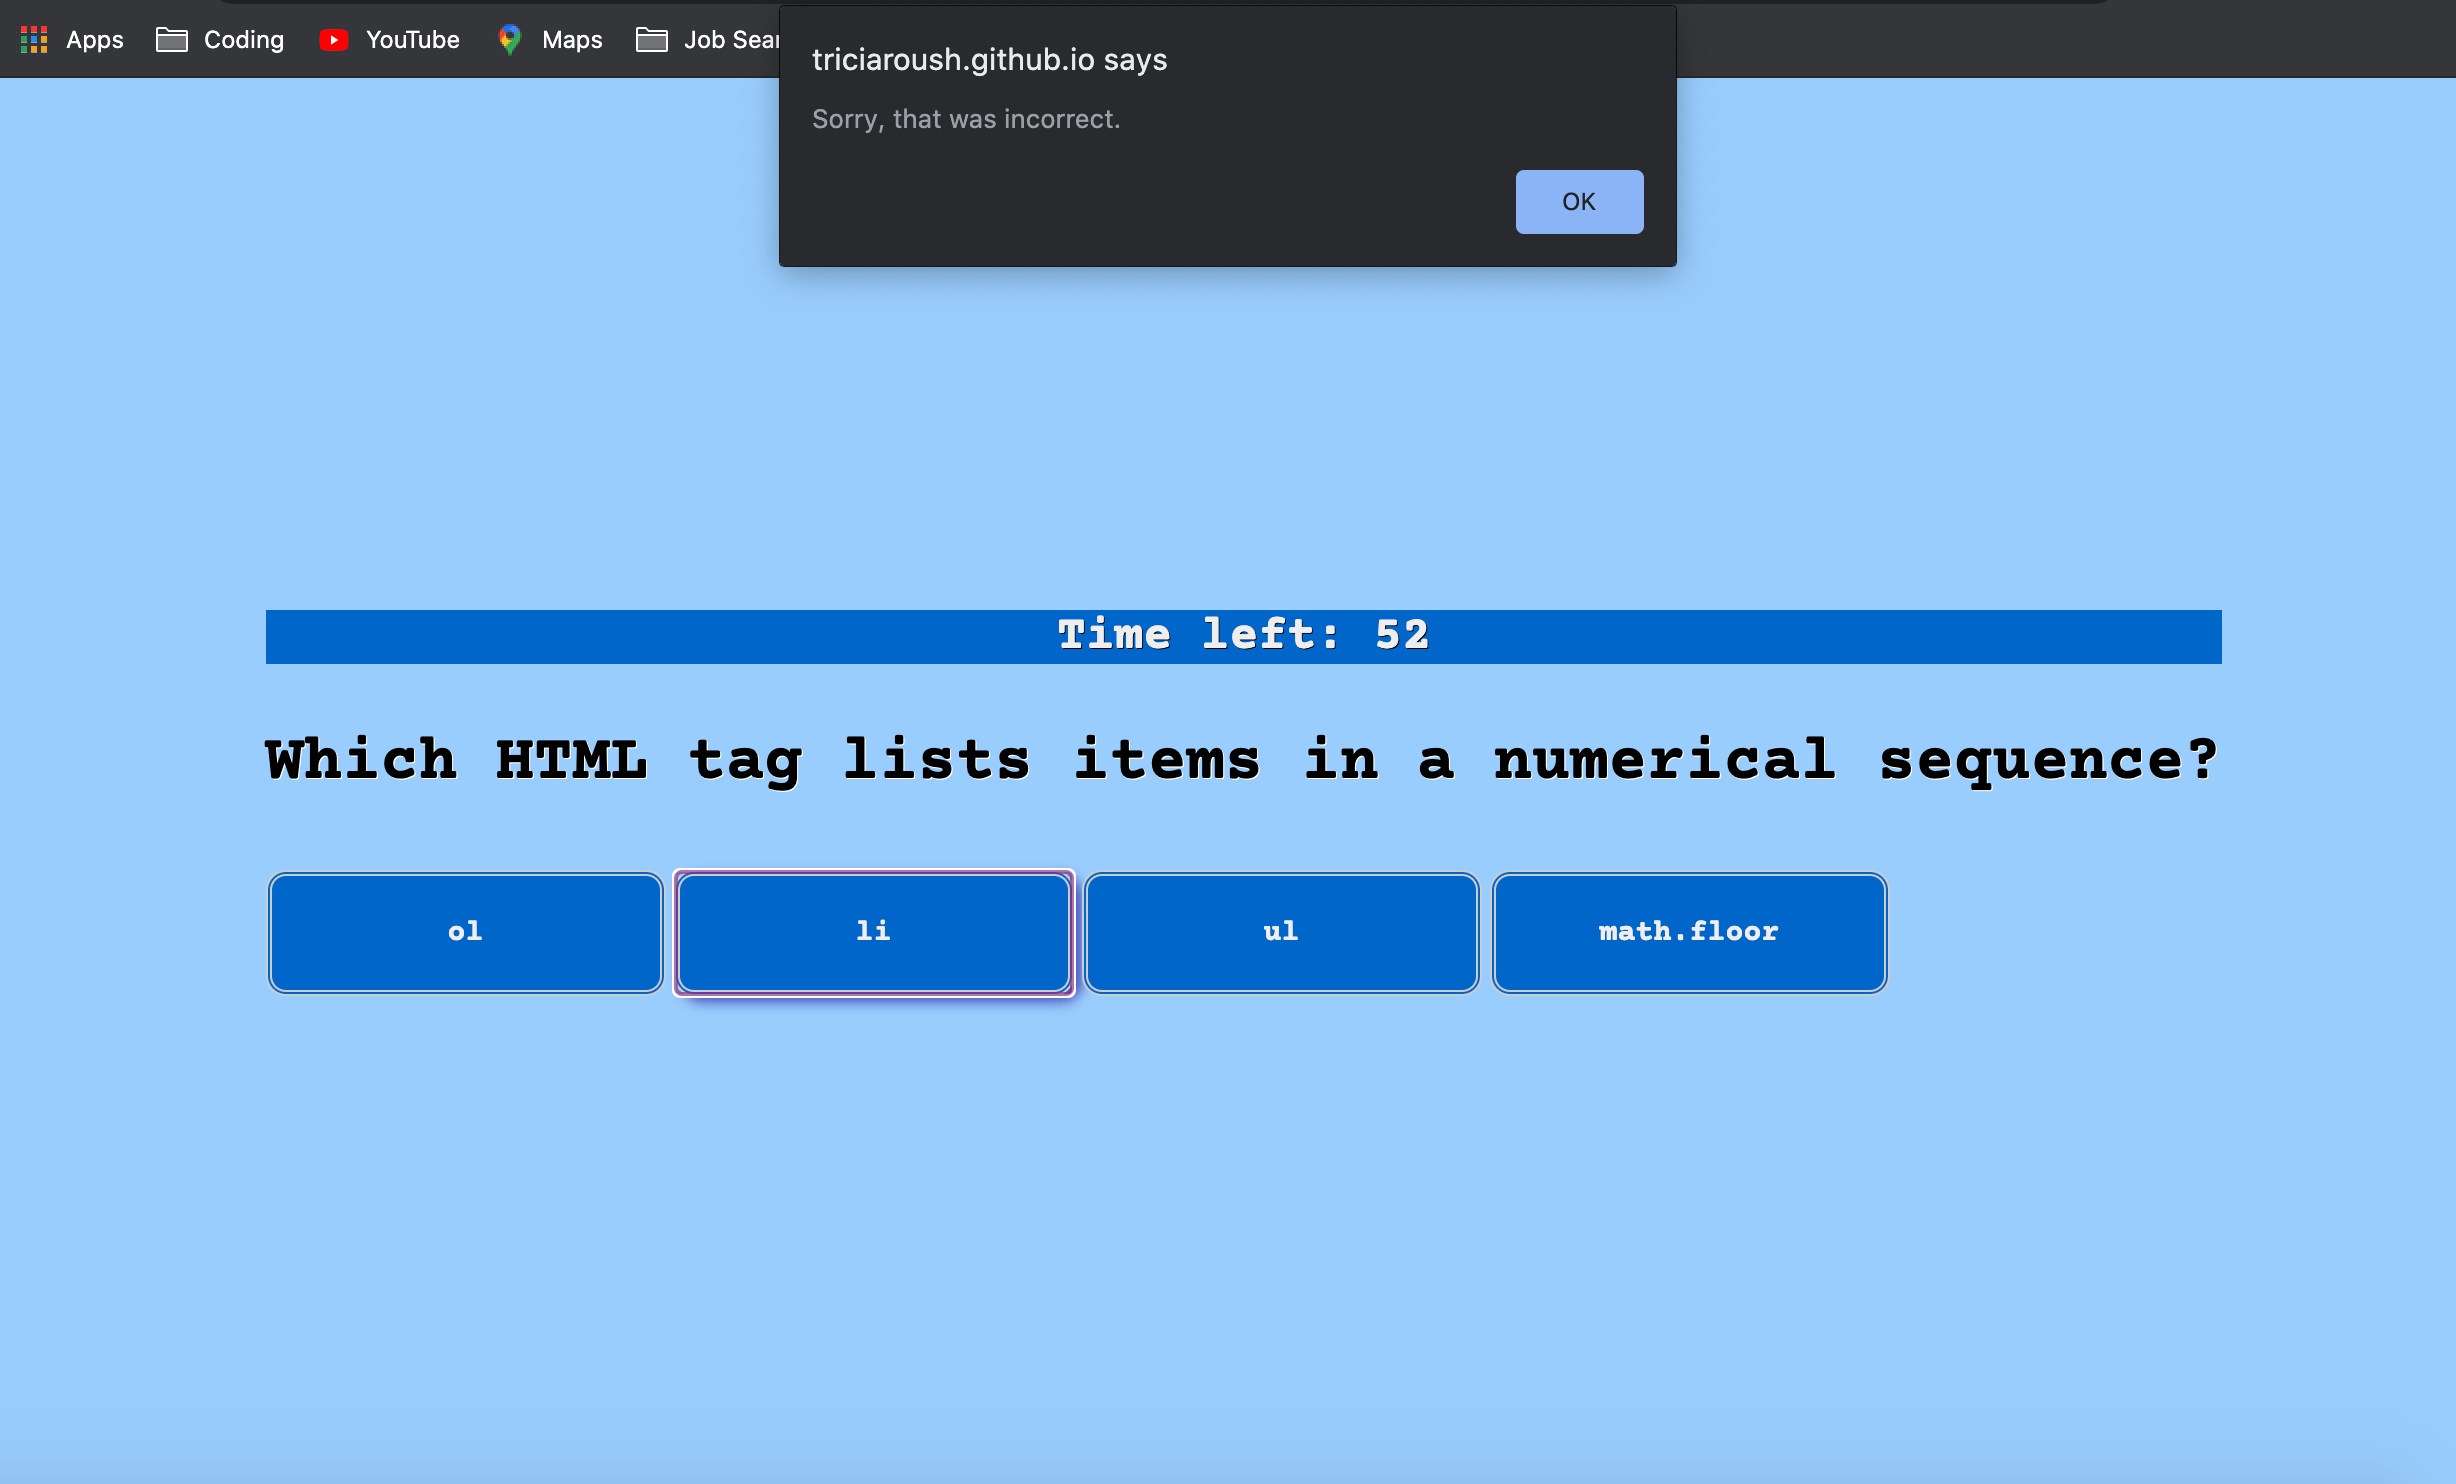 Apps Coding YouTube Maps Job
triciaroush.github.io says
Sorry, that was incorrect.
OK
Time left: 52
Which HTML tag lists items in a numerical sequence?
ol li ul math.floor